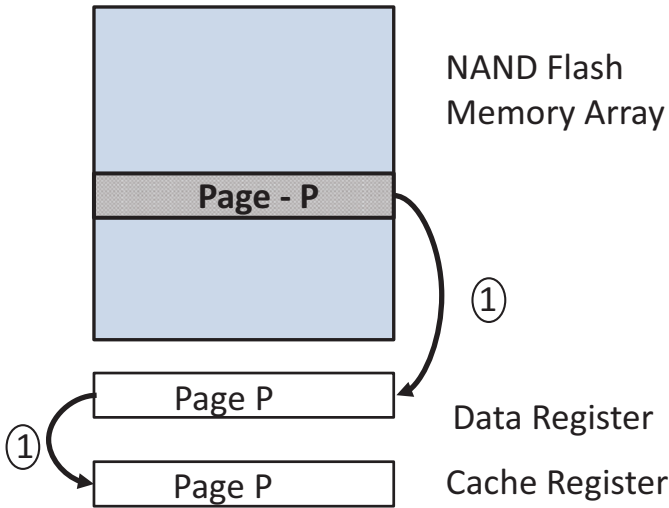 NAND Flash
Memory Array
Page - P
①
Page P
Data Register
①
Page P
Cache Register